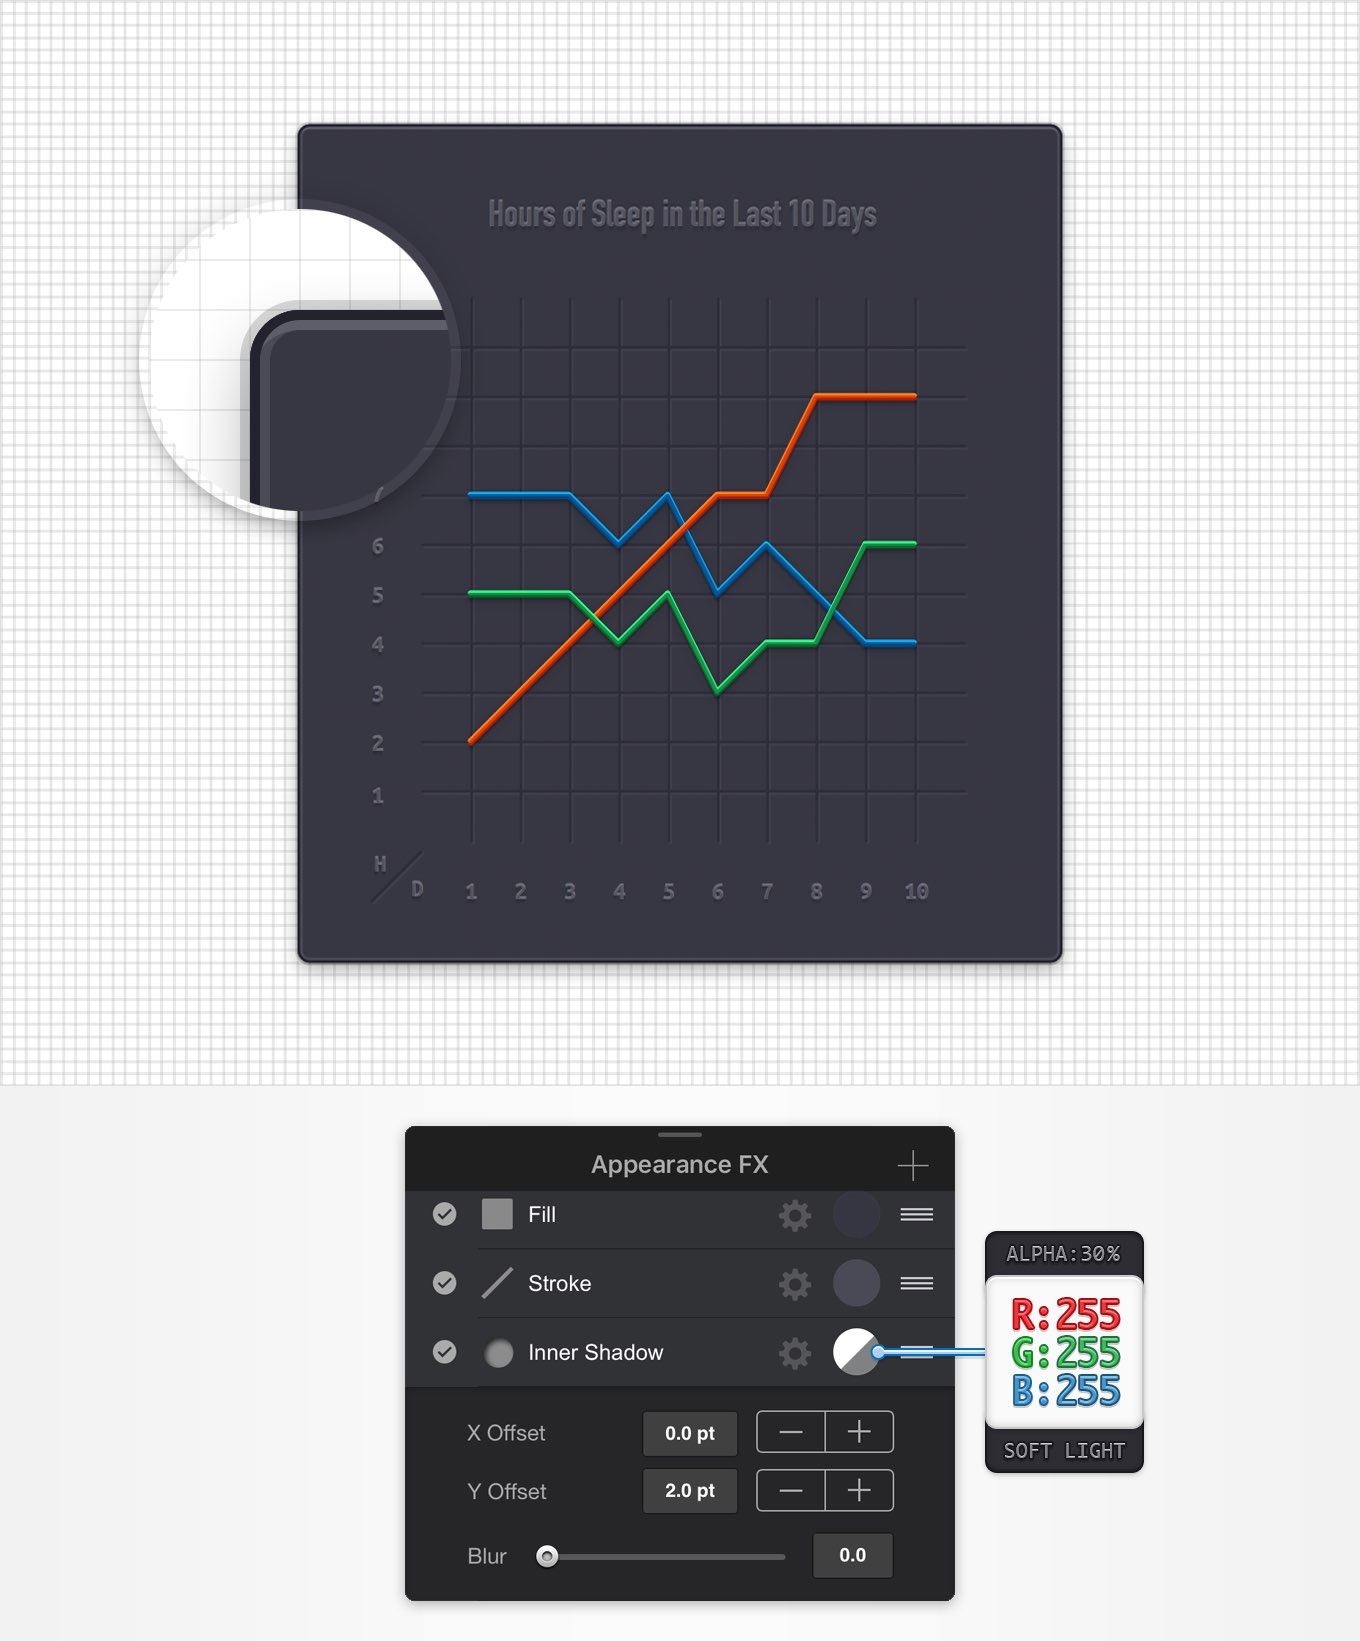 Hours of Sleep in the Last 10 Days
6
5
4
3
2
1
H
D 1 2 3 4 5 6 7 8 9 10
Appearance FX
Fill
Stroke
Inner Shadow
X Offset 0.0 pt
Y Offset 2.0 pt
Blur 0.0
ALPHA:30%
R:255
G:255
B:255
SOFT LIGHT